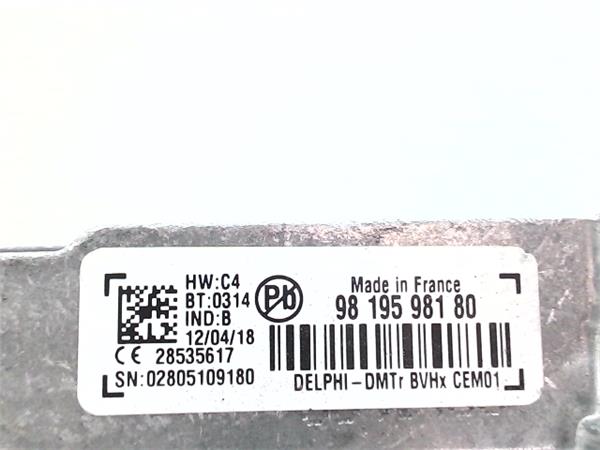 HW:C4
BT:0314
IND:B
12/04/18
CE 28535617
SN:02805109180
Pb
Made in France
98 195 981 80
DELPHI-DMTr BVHx CEM01